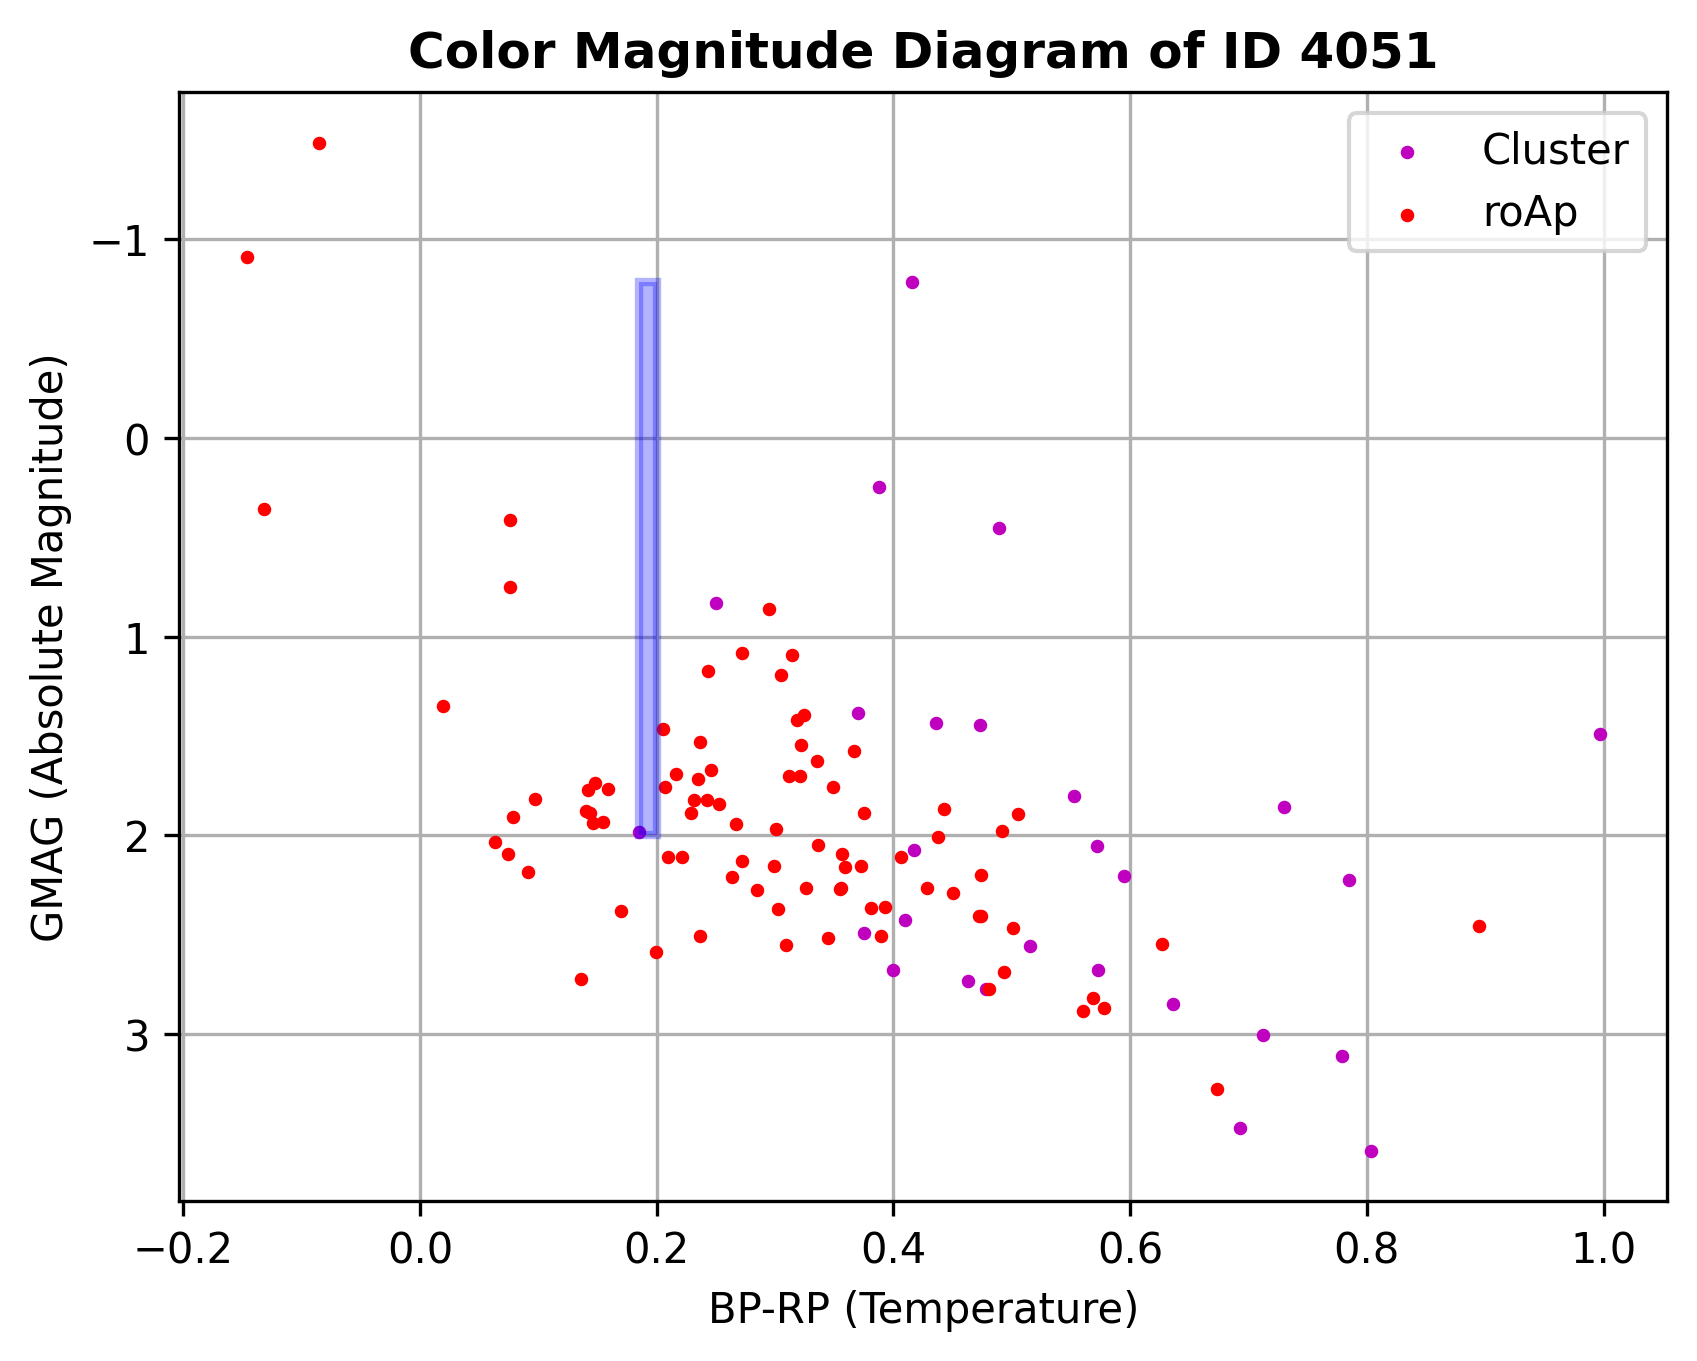 Color Magnitude Diagram of ID 4051
Cluster
roAp
GMAG (Absolute Magnitude)
−1
0
1
2
3
−0.2 0.0 0.2 0.4 0.6 0.8 1.0
BP-RP (Temperature)